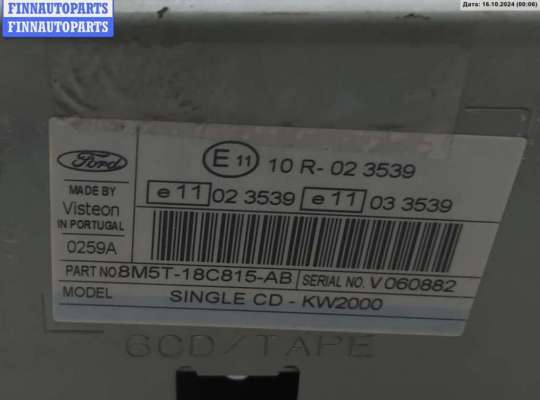 FINNAUTOPARTS
FINNAUTOPARTS
Дата: 16.10.2024 (00:06)
Ford
E 11 10 R- 02 3539
MADE BY
Visteon
IN PORTUGAL
e 11 02 3539 e 11 03 3539
0259A
PART NO 8M5T-18C815-AB SERIAL NO. V 060882
MODEL SINGLE CD - KW2000
6CD/TAPE